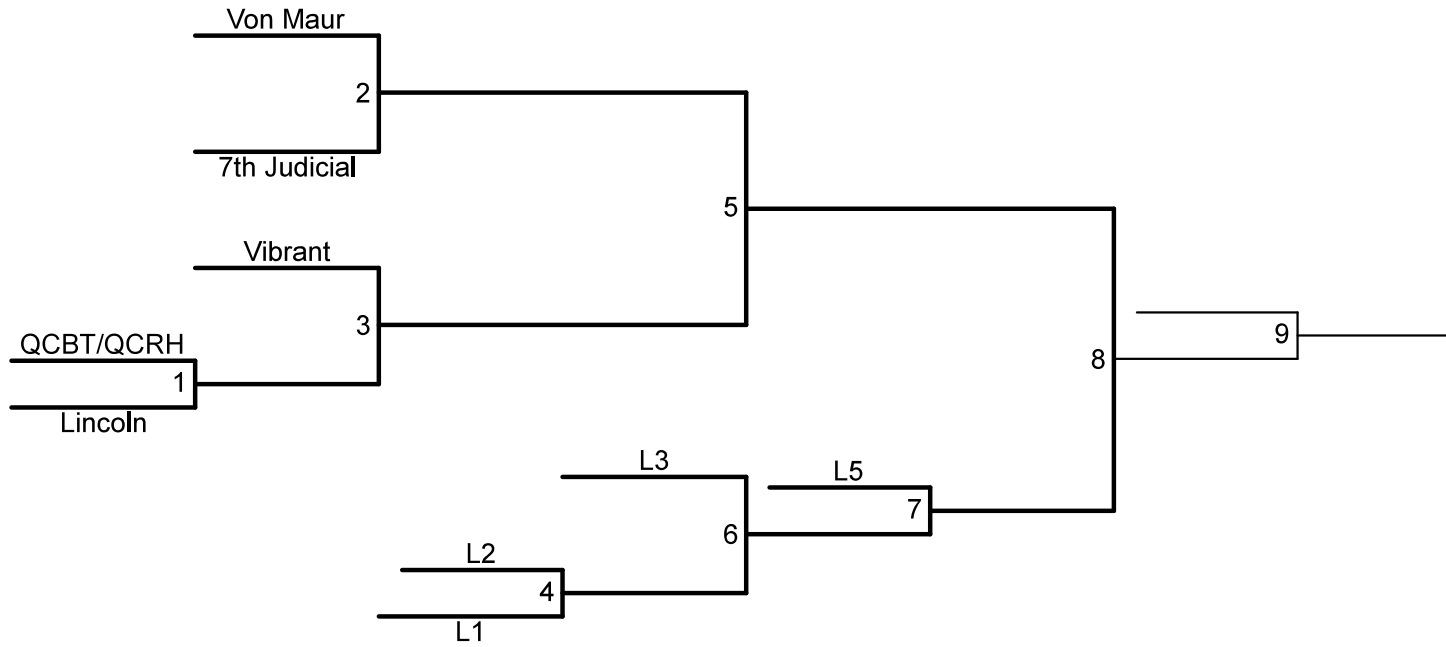 Von Maur
2
7th Judicial
5
Vibrant
3
9
QCBT/QCRH
8
1
Lincoln
L3
L5
7
6
L2
4
L1